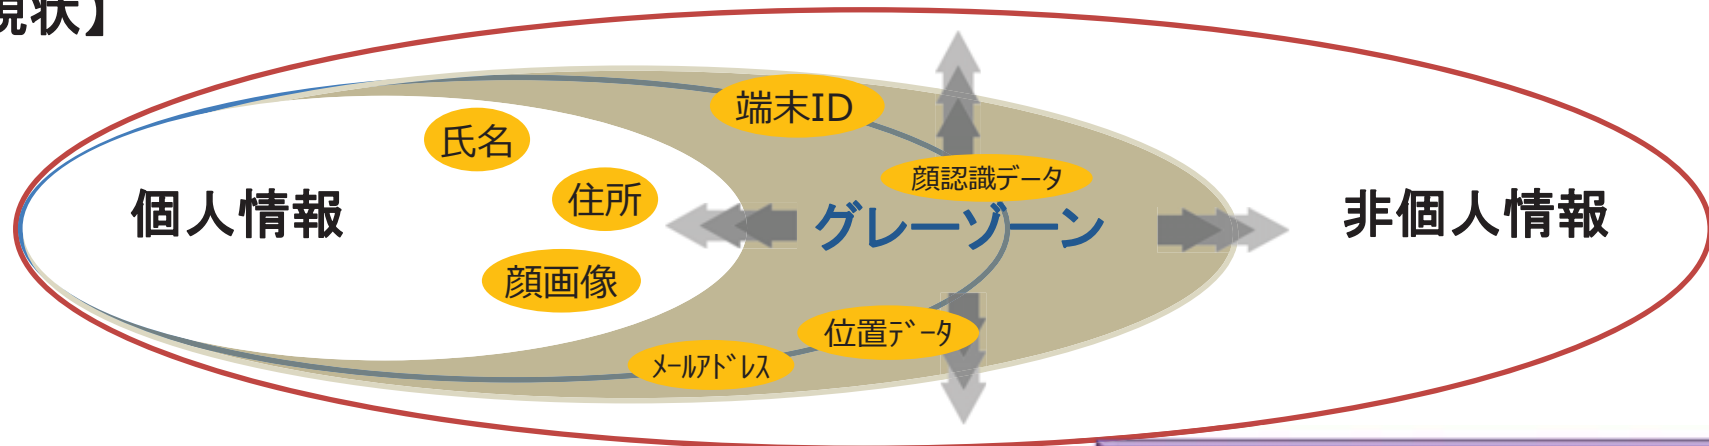 現状】
端末ID
氏名
顔認識データ
住所
個人情報
グレーゾーン
非個人情報
顔画像
位置ﾃﾞｰﾀ
ﾒｰﾙｱﾄﾞﾚｽ